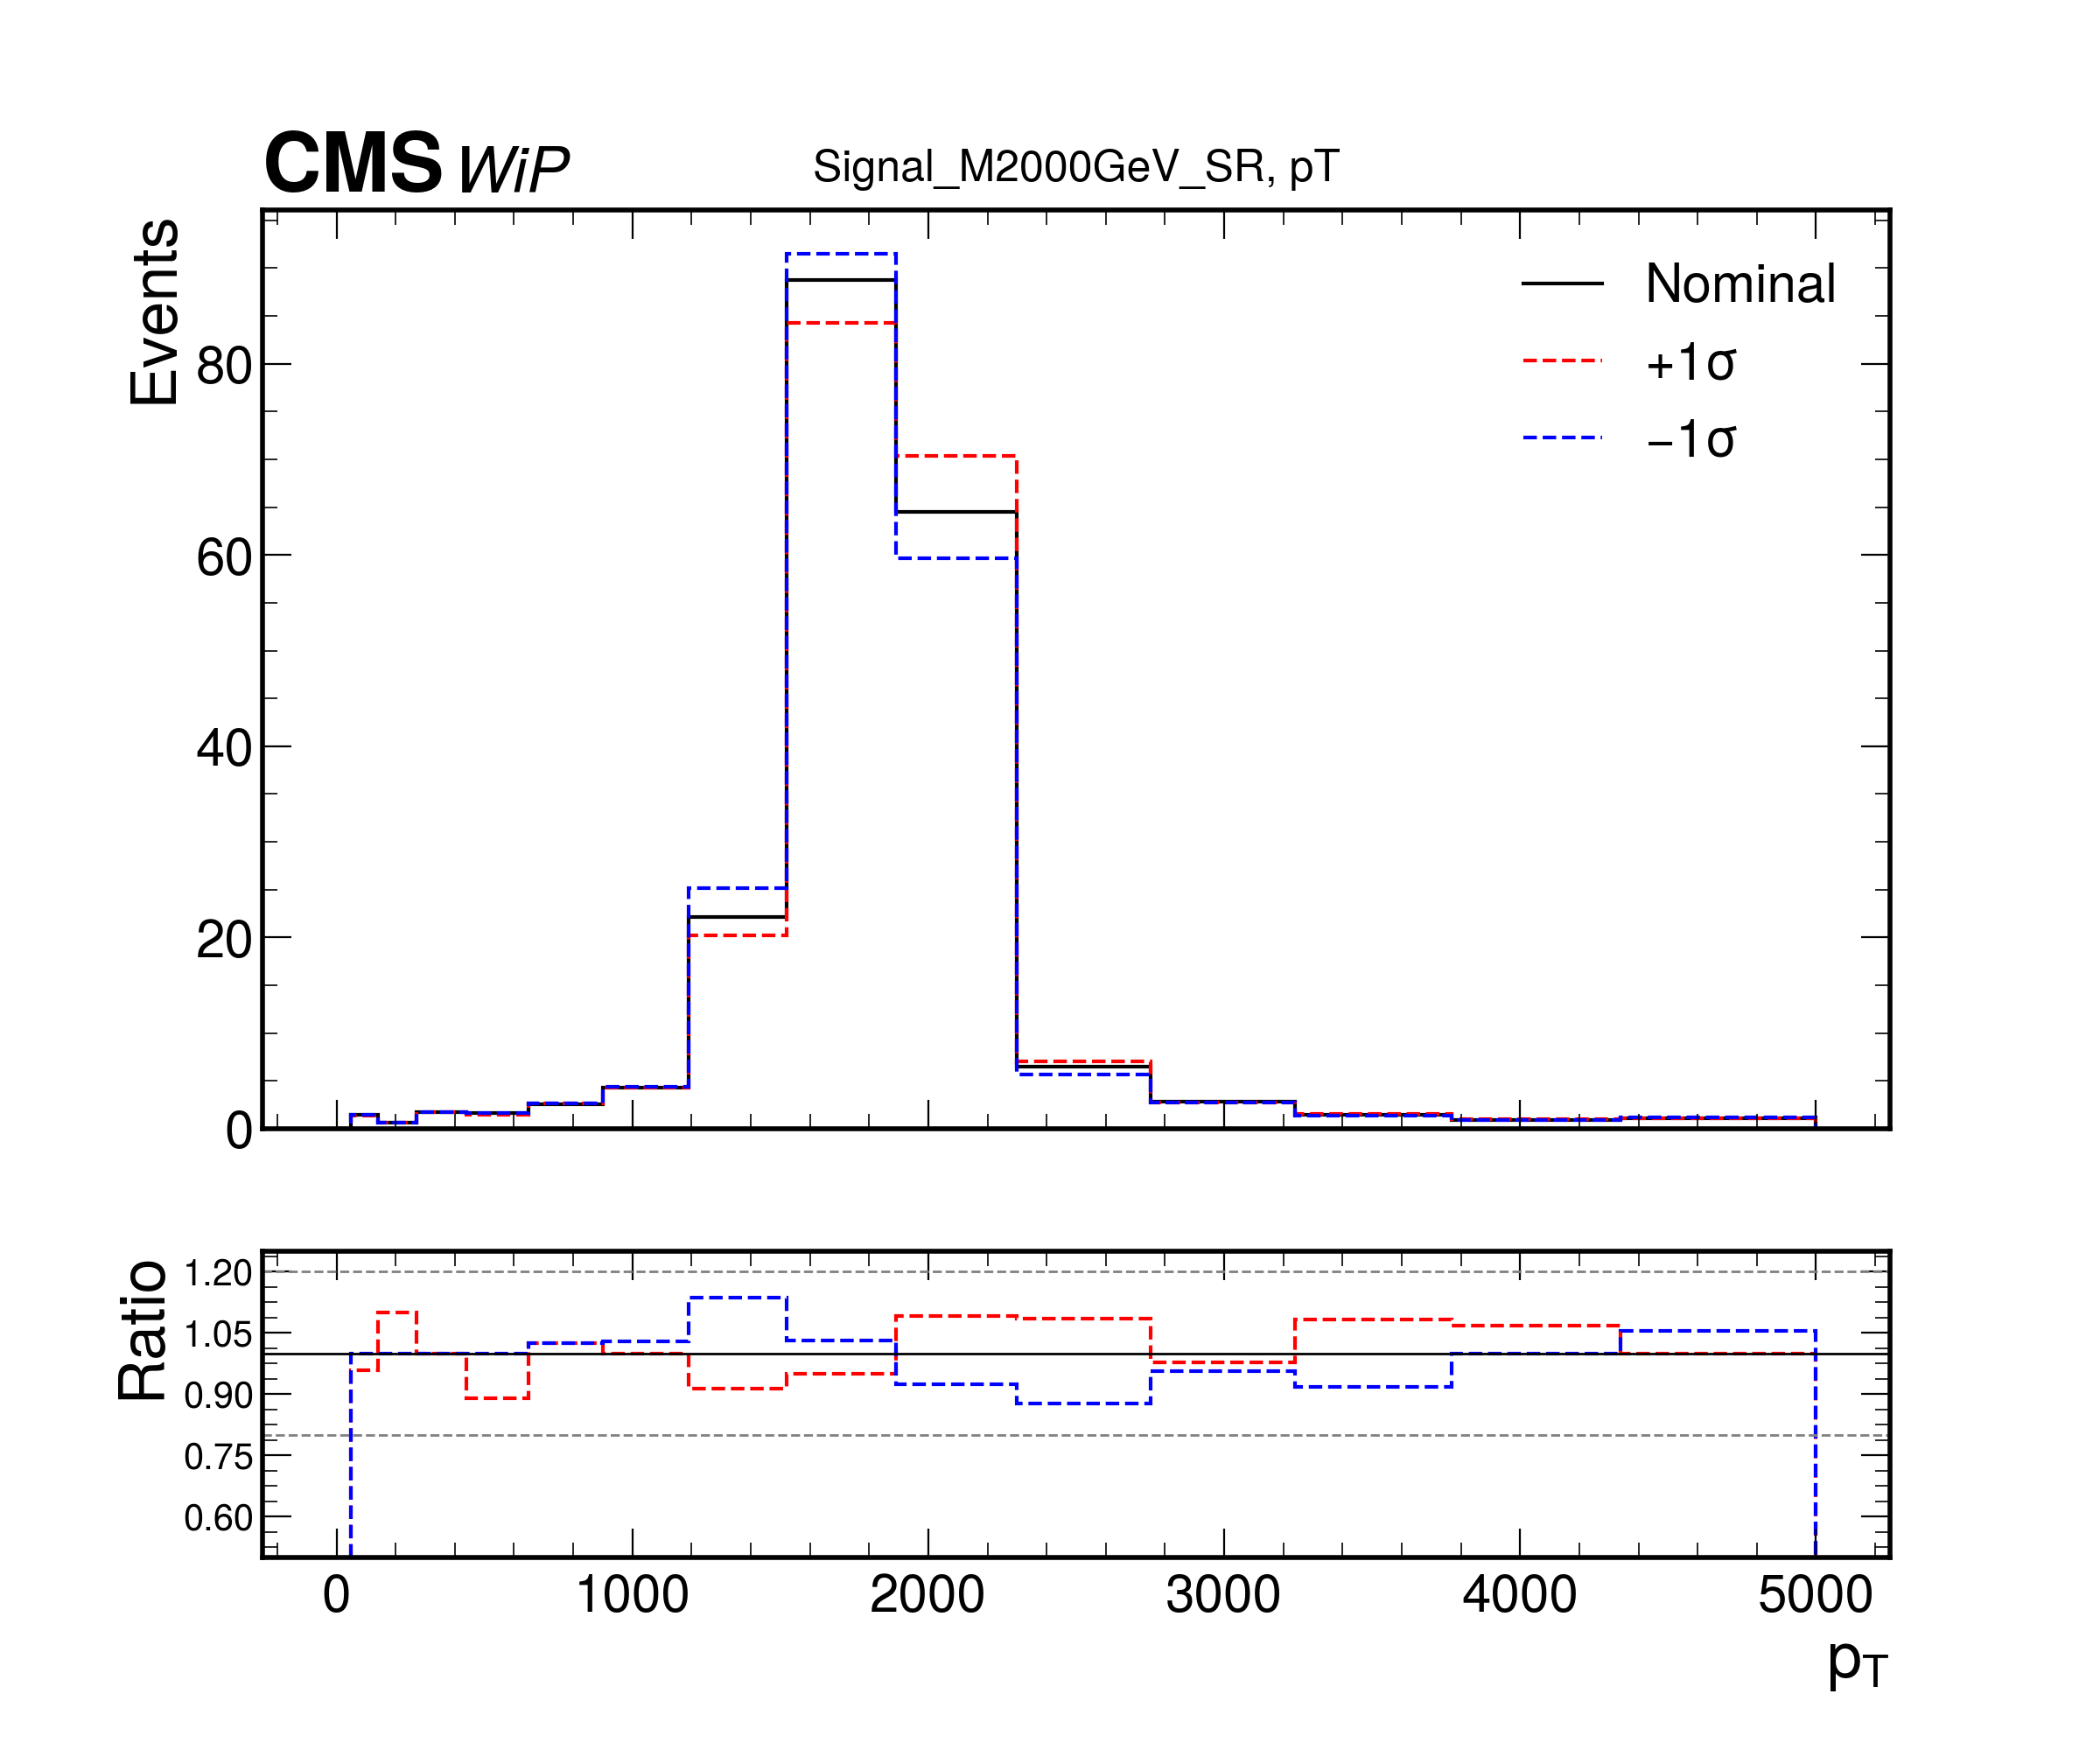 CMS WiP
Signal_M2000GeV_SR, pT
Events
80
60
40
20
0
Nominal
+1σ
−1σ
Ratio
1.20
1.05
0.90
0.75
0.60
0 1000 2000 3000 4000 5000
pT